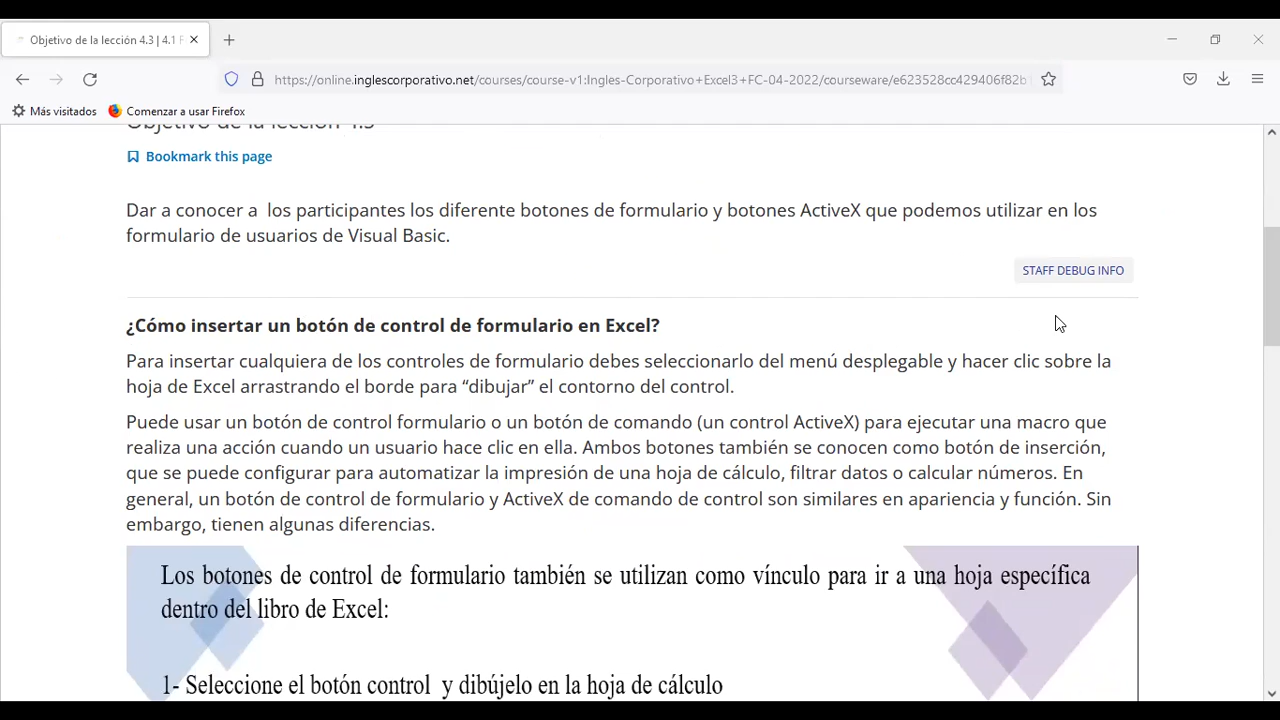 Objetivo de la lección 4.3 | 4.1 F
https://online.inglescorporativo.net/courses/course-v1:Ingles-Corporativo+Excel3+FC-04-2022/courseware/e623528cc429406f82b1
Más visitados
Comenzar a usar Firefox
Objetivo de la lección 4.3
Bookmark this page
Dar a conocer a  los participantes los diferente botones de formulario y botones ActiveX que podemos utilizar en los
formulario de usuarios de Visual Basic.
STAFF DEBUG INFO
¿Cómo insertar un botón de control de formulario en Excel?
Para insertar cualquiera de los controles de formulario debes seleccionarlo del menú desplegable y hacer clic sobre la
hoja de Excel arrastrando el borde para “dibujar” el contorno del control.
Puede usar un botón de control formulario o un botón de comando (un control ActiveX) para ejecutar una macro que
realiza una acción cuando un usuario hace clic en ella. Ambos botones también se conocen como botón de inserción,
que se puede configurar para automatizar la impresión de una hoja de cálculo, filtrar datos o calcular números. En
general, un botón de control de formulario y ActiveX de comando de control son similares en apariencia y función. Sin
embargo, tienen algunas diferencias.
Los botones de control de formulario también se utilizan como vínculo para ir a una hoja específica
dentro del libro de Excel:
1- Seleccione el botón control  y dibújelo en la hoja de cálculo